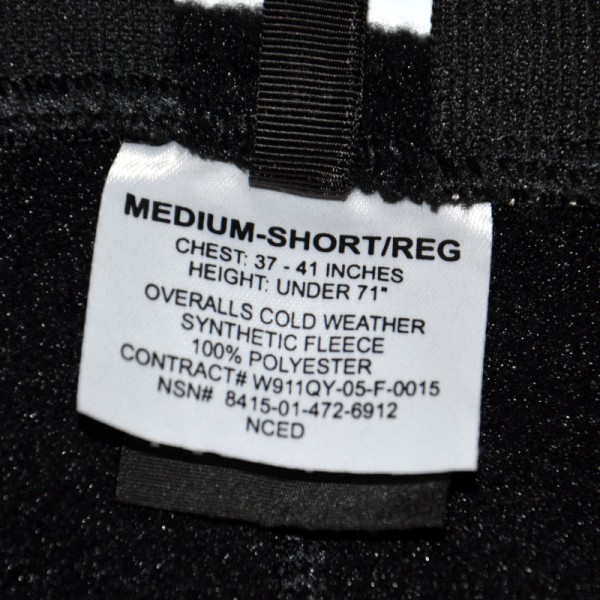 MEDIUM-SHORT/REG
CHEST: 37 - 41 INCHES
HEIGHT: UNDER 71"
OVERALLS COLD WEATHER
SYNTHETIC FLEECE
100% POLYESTER
CONTRACT# W911QY-05-F-0015
NSN# 8415-01-472-6912
NCED